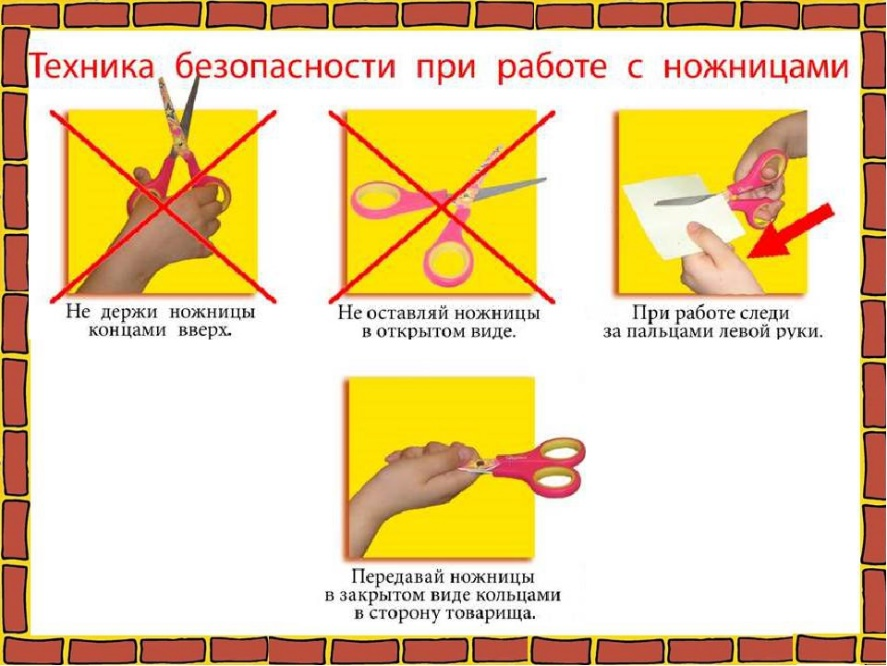 Техника безопасности при работе с ножницами
Не держи ножницы
концами вверх.
Не оставляй ножницы
в открытом виде.
При работе следи
за пальцами левой руки.
Передавай ножницы
в закрытом виде кольцами
в сторону товарища.